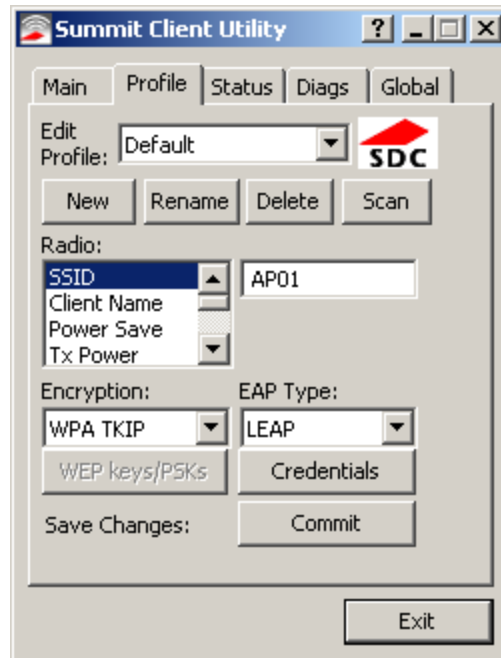 Summit Client Utility ? X
Main Profile Status Diags Global
Edit
Profile: Default
SDC
New Rename Delete Scan
Radio:
SSID AP01
Client Name
Power Save
Tx Power
Encryption: EAP Type:
WPA TKIP LEAP
WEP keys/PSKs Credentials
Save Changes: Commit
Exit